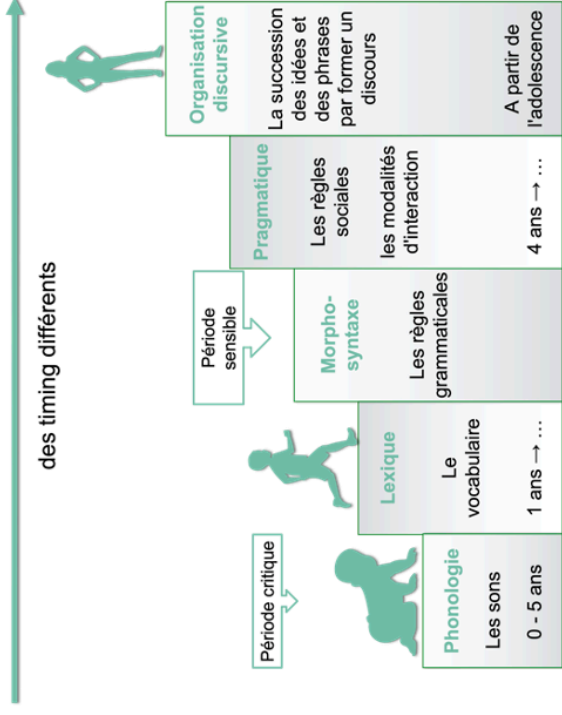 des timing différents
Période critique
Phonologie
Les sons
0 - 5 ans
Lexique
Le
vocabulaire
1 ans → …
Période
sensible
Morpho-
syntaxe
Les règles
grammaticales
Pragmatique
Les règles
sociales
les modalités
d'interaction
4 ans → …
Organisation
discursive
La succession
des idées et
des phrases
par former un
discours
A partir de
l'adolescence